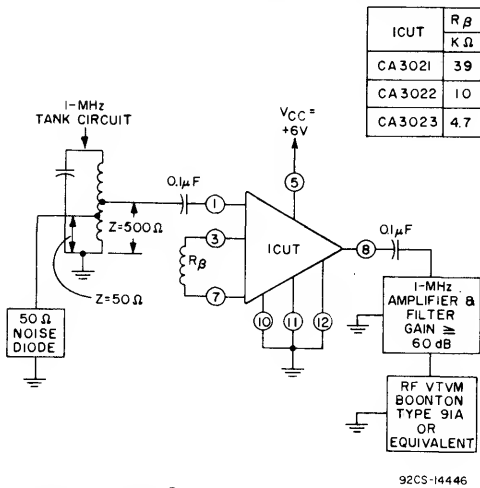 ICUT
Rβ
KΩ
CA3021 39
CA3022 10
CA3023 4.7
1-MHz
TANK CIRCUIT
VCC =
+6V
0.1µF
Z=500Ω
Z=50Ω
50 Ω
NOISE
DIODE
1
3
Rβ
7
5
ICUT
8
10
11
12
0.1µF
1-MHz
AMPLIFIER &
FILTER
GAIN ≥
60 dB
RF VTVM
BOONTON
TYPE 91A
OR
EQUIVALENT
92CS-14446